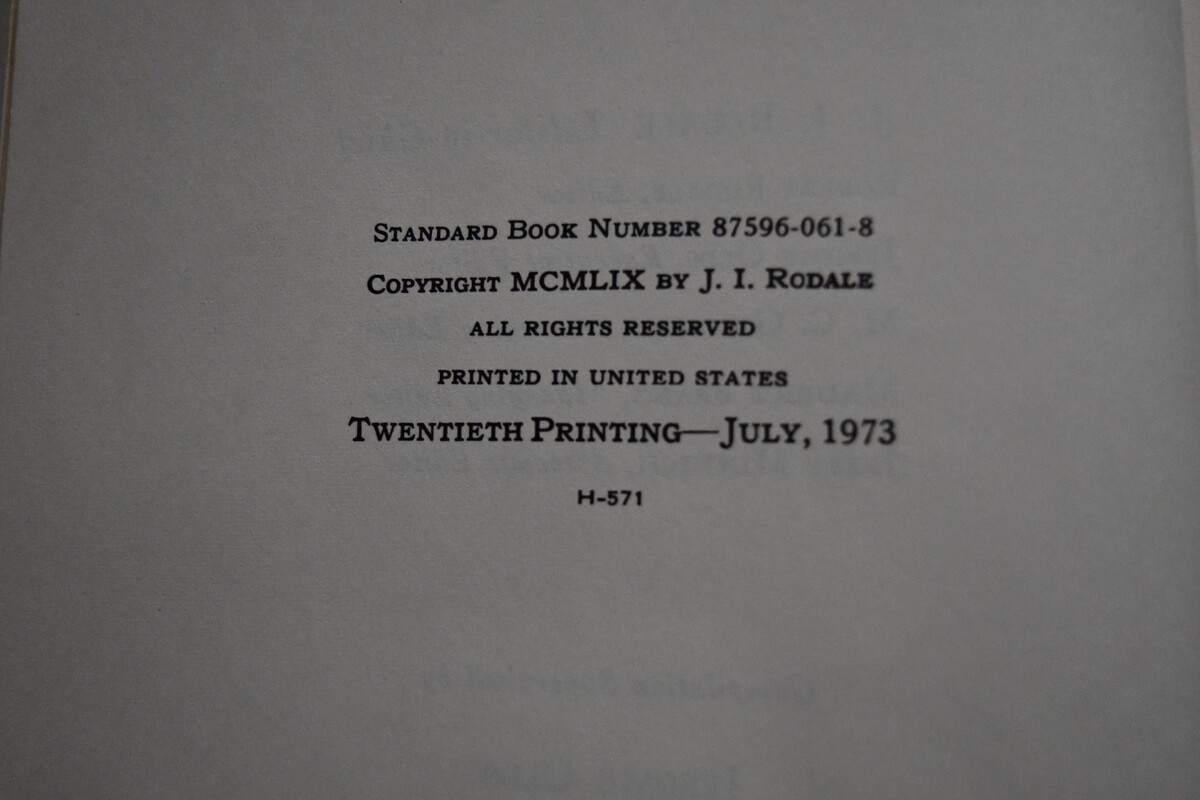 STANDARD BOOK NUMBER 87596-061-8
COPYRIGHT MCMLIX BY J. I. RODALE
ALL RIGHTS RESERVED
PRINTED IN UNITED STATES
TWENTIETH PRINTING—JULY, 1973
H-571